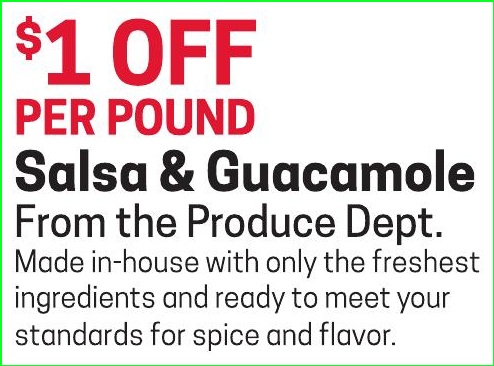 $1 OFF
PER POUND
Salsa & Guacamole
From the Produce Dept.
Made in-house with only the freshest
ingredients and ready to meet your
standards for spice and flavor.